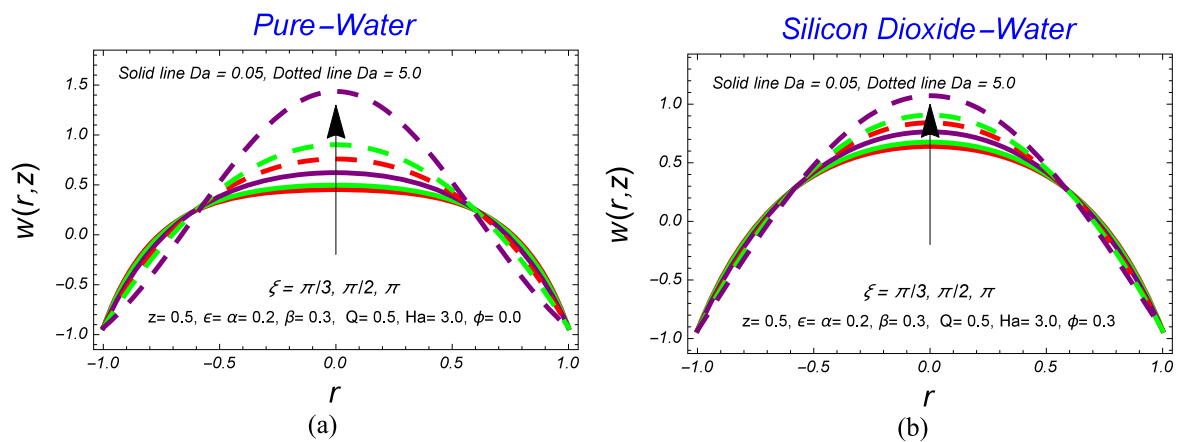 Pure−Water
Solid line Da = 0.05, Dotted line Da = 5.0
w(r,z)
1.5
1.0
0.5
0.0
−0.5
−1.0
ξ = π/3, π/2, π
z= 0.5, ϵ= α= 0.2, β= 0.3, Q= 0.5, Ha= 3.0, ϕ= 0.0
−1.0 −0.5 0.0 0.5 1.0
r
(a)
Silicon Dioxide−Water
Solid line Da = 0.05, Dotted line Da = 5.0
w(r,z)
1.0
0.5
0.0
−0.5
−1.0
ξ = π/3, π/2, π
z= 0.5, ϵ= α= 0.2, β= 0.3, Q= 0.5, Ha= 3.0, ϕ= 0.3
−1.0 −0.5 0.0 0.5 1.0
r
(b)